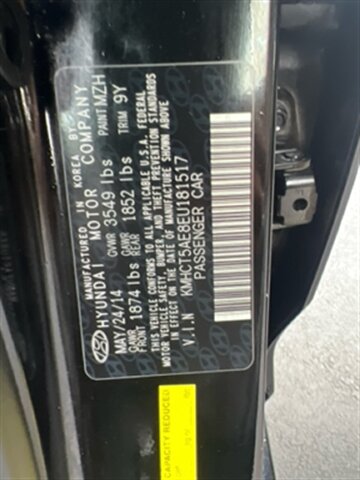 MANUFACTURED IN KOREA BY
HYUNDAI MOTOR COMPANY
MAY/24/14 GVWR 3549 lbs PAINT MZH
GAWR FRONT 1874lbs GAWR REAR 1852 lbs TRIM 9Y
THIS VEHICLE CONFORMS TO ALL APPLICABLE U.S.A. FEDERAL
MOTOR VEHICLE SAFETY, BUMPER, AND THEFT PREVENTION STANDARDS
IN EFFECT ON THE DATE OF MANUFACTURE SHOWN ABOVE.
V.I.N KMHCT5AE8EU181517
PASSENGER CAR
CAPACITY REDUCED